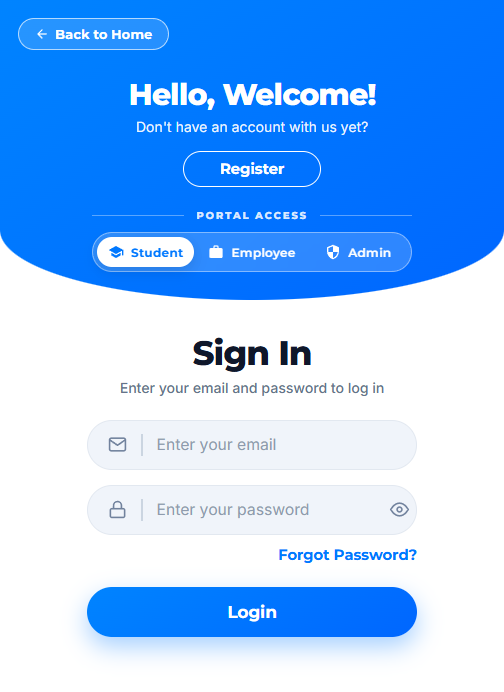 Back to Home
Hello, Welcome!
Don't have an account with us yet?
Register
PORTAL ACCESS
Student Employee Admin
Sign In
Enter your email and password to log in
Enter your email
Enter your password
Forgot Password?
Login